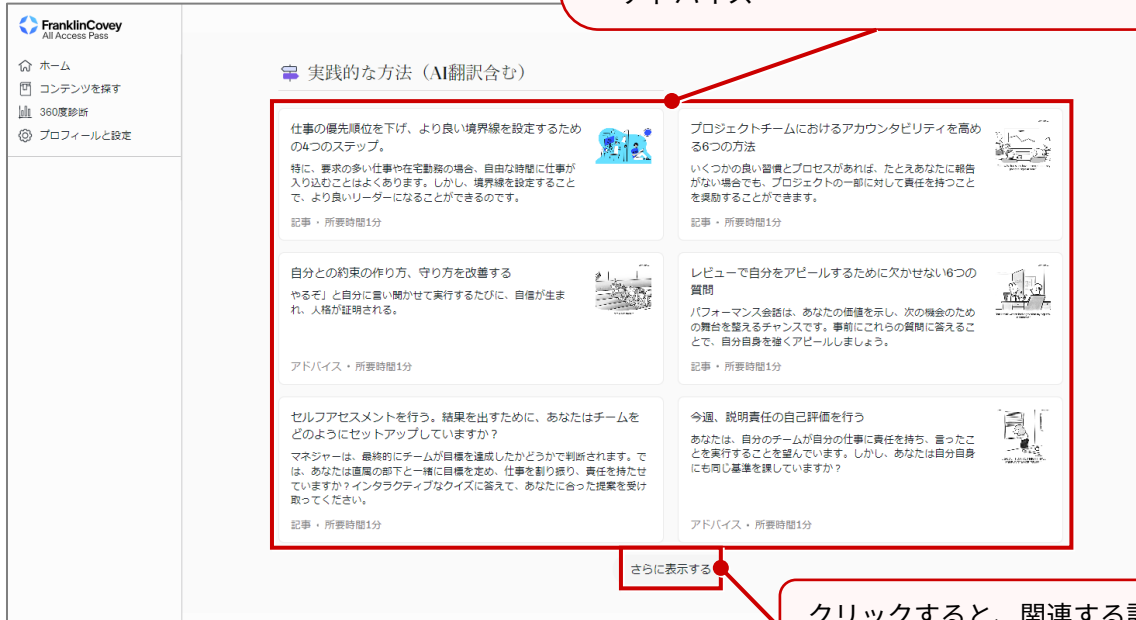 アドバイス
FranklinCovey
All Access Pass
ホーム
コンテンツを探す
360度診断
プロフィールと設定
実践的な方法（AI翻訳含む）
仕事の優先順位を下げ、より良い境界線を設定するため
の4つのステップ。
特に、要求の多い仕事や在宅勤務の場合、自由な時間に仕事が
入り込むことはよくあります。しかし、境界線を設定すること
で、より良いリーダーになることができるのです。
記事・所要時間1分
プロジェクトチームにおけるアカウンタビリティを高め
る6つの方法
いくつかの良い習慣とプロセスがあれば、たとえあなたに報告
がない場合でも、プロジェクトの一部に対して責任を持つこと
を奨励することができます。
記事・所要時間1分
自分との約束の作り方、守り方を改善する
やるぞ」と自分に言い聞かせて実行するたびに、自信が生ま
れ、人格が証明される。
アドバイス・所要時間1分
レビューで自分をアピールするために欠かせない6つの
質問
パフォーマンス会話は、あなたの価値を示し、次の機会のため
の舞台を整えるチャンスです。事前にこれらの質問に答えるこ
とで、自分自身を強くアピールしましょう。
記事・所要時間1分
セルフアセスメントを行う。結果を出すために、あなたはチームを
どのようにセットアップしていますか？
マネジャーは、最終的にチームが目標を達成したかどうかで判断されます。で
は、あなたは直属の部下と一緒に目標を定め、仕事を割り振り、責任を持たせ
ていますか？インタラクティブなクイズに答えて、あなたに合った提案を受け
取ってください。
記事・所要時間1分
今週、説明責任の自己評価を行う
あなたは、自分のチームが自分の仕事に責任を持ち、言ったこ
とを実行することを望んでいます。しかし、あなたは自分自身
にも同じ基準を課していますか？
アドバイス・所要時間1分
さらに表示する
クリックすると、関連する